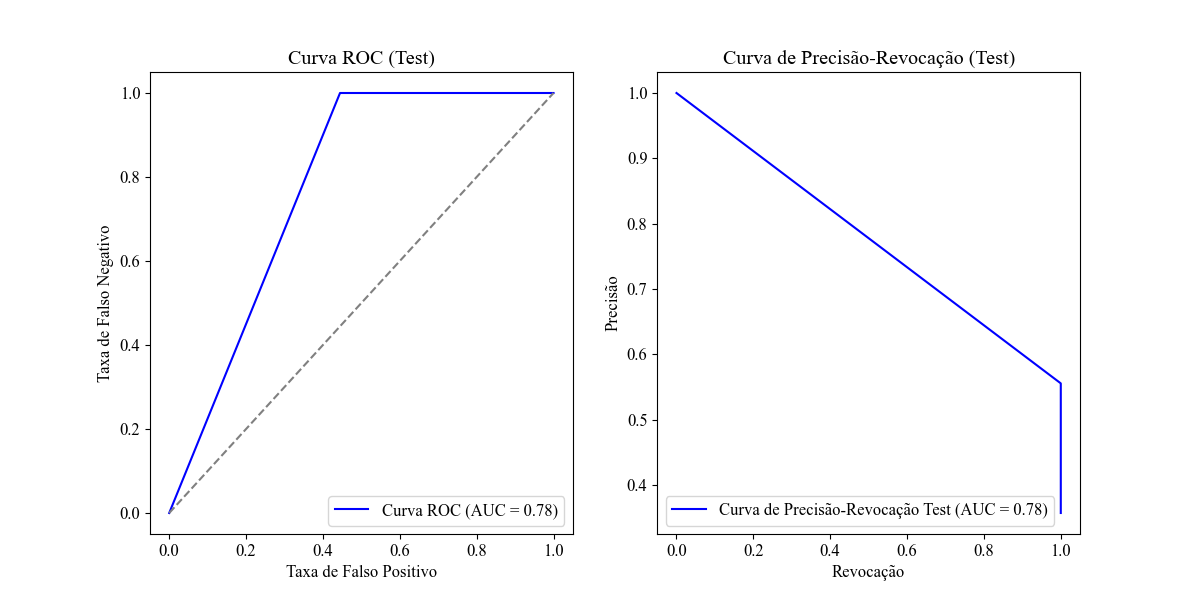 Curva ROC (Test)
1.0
0.8
0.6
0.4
0.2
0.0
Taxa de Falso Negativo
Curva ROC (AUC = 0.78)
0.0 0.2 0.4 0.6 0.8 1.0
Taxa de Falso Positivo
Curva de Precisão-Revocação (Test)
1.0
0.9
0.8
0.7
0.6
0.5
0.4
Precisão
Curva de Precisão-Revocação Test (AUC = 0.78)
0.0 0.2 0.4 0.6 0.8 1.0
Revocação